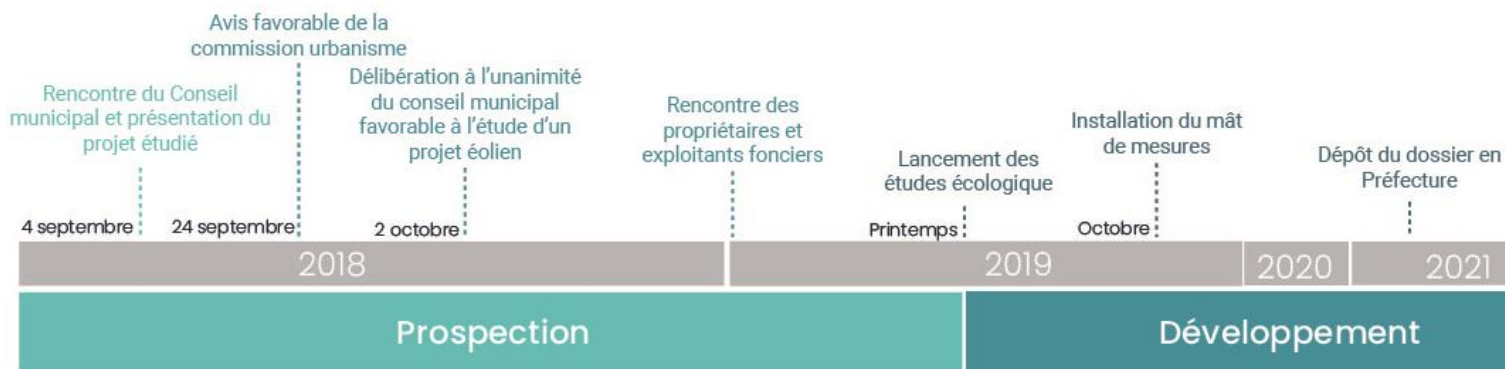 Rencontre du Conseil
municipal et présentation du
projet étudié
4 septembre
Avis favorable de la
commission urbanisme
24 septembre
Délibération à l'unanimité
du conseil municipal
favorable à l'étude d'un
projet éolien
2 octobre
Rencontre des
propriétaires et
exploitants fonciers
Lancement des
études écologique
Printemps
Installation du mât
de mesures
Octobre
Dépôt du dossier en
Préfecture
2018
2019
2020
2021
Prospection
Développement